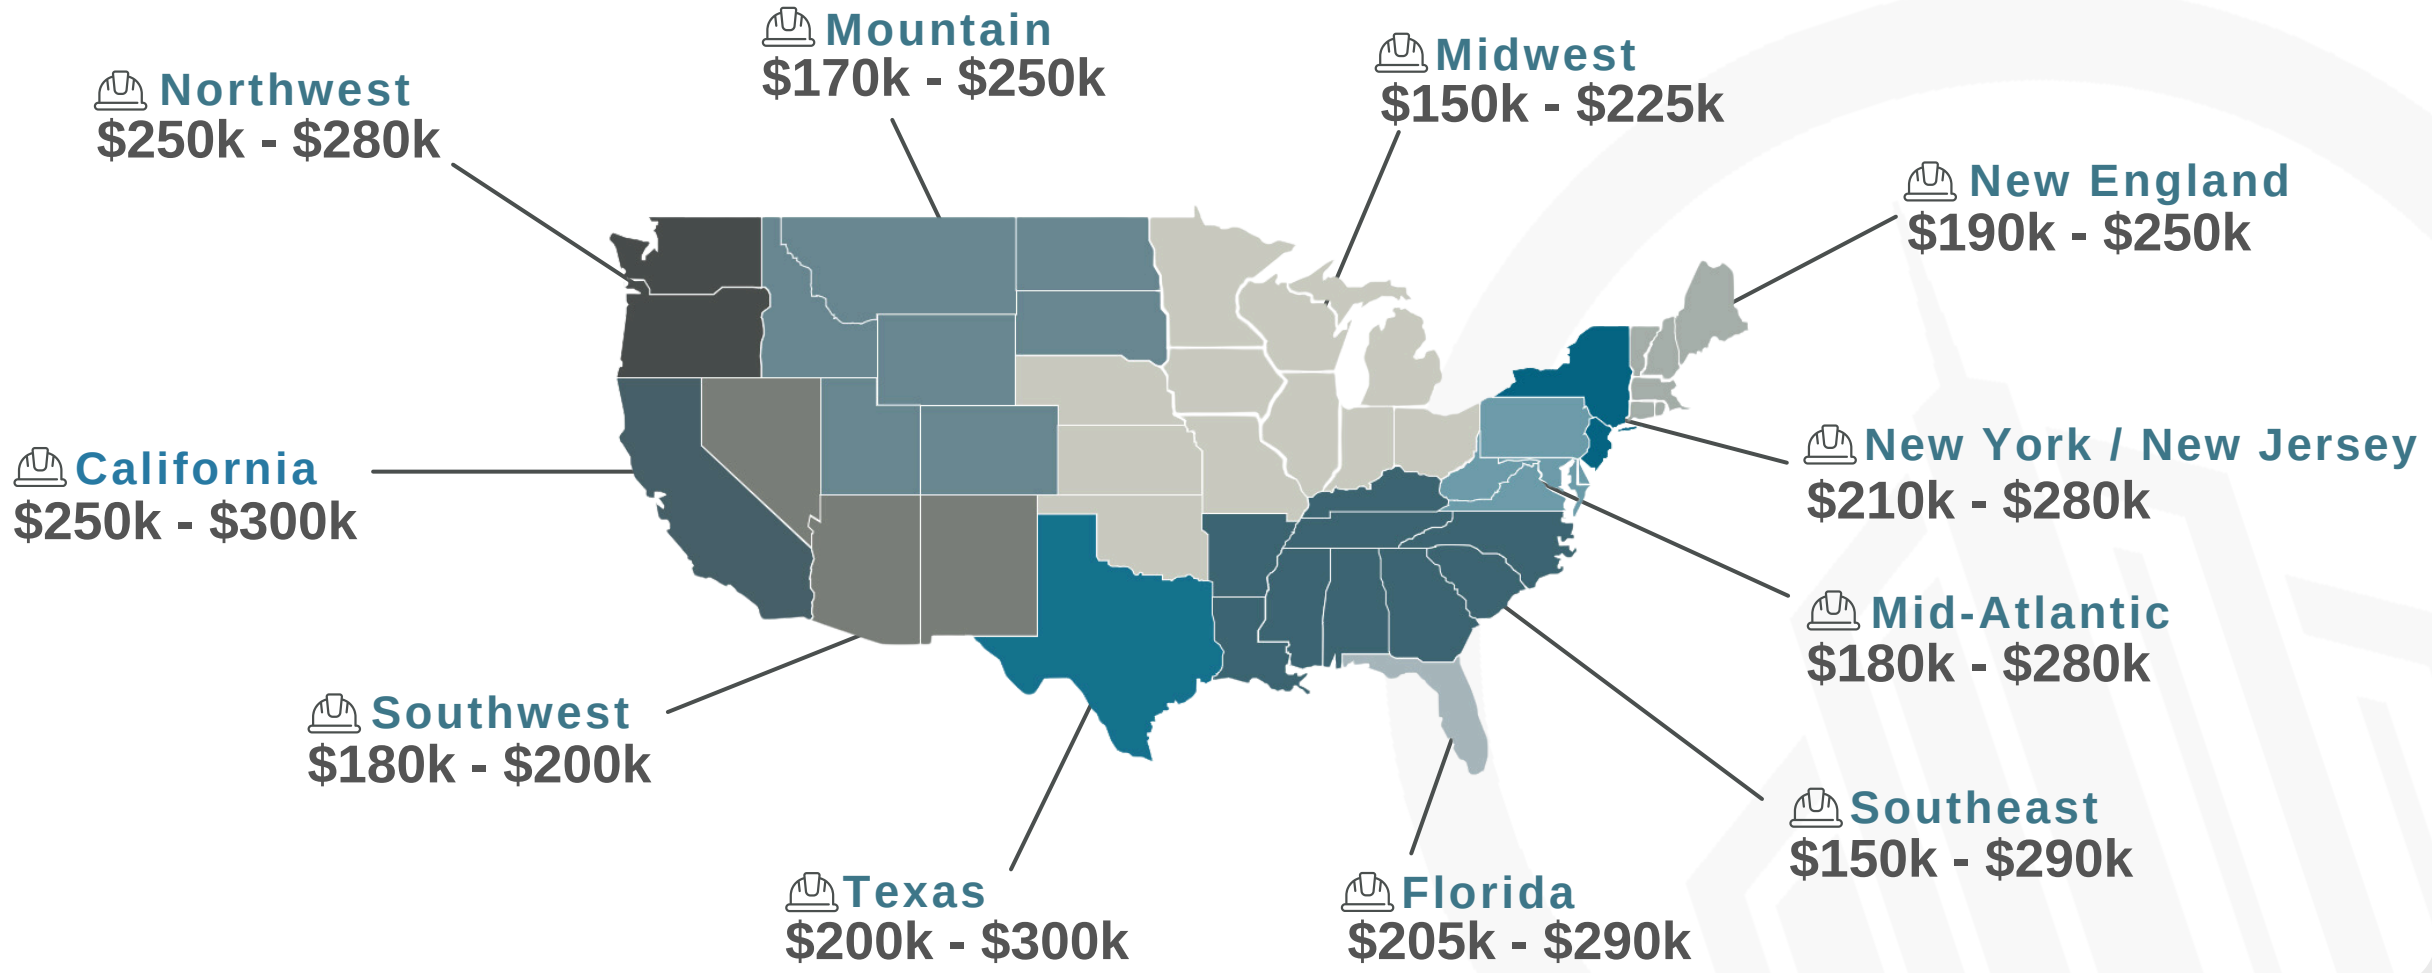 Mountain
$170k - $250k
Midwest
$150k - $225k
Northwest
$250k - $280k
New England
$190k - $250k
California
$250k - $300k
New York / New Jersey
$210k - $280k
Mid-Atlantic
$180k - $280k
Southwest
$180k - $200k
Southeast
$150k - $290k
Texas
$200k - $300k
Florida
$205k - $290k